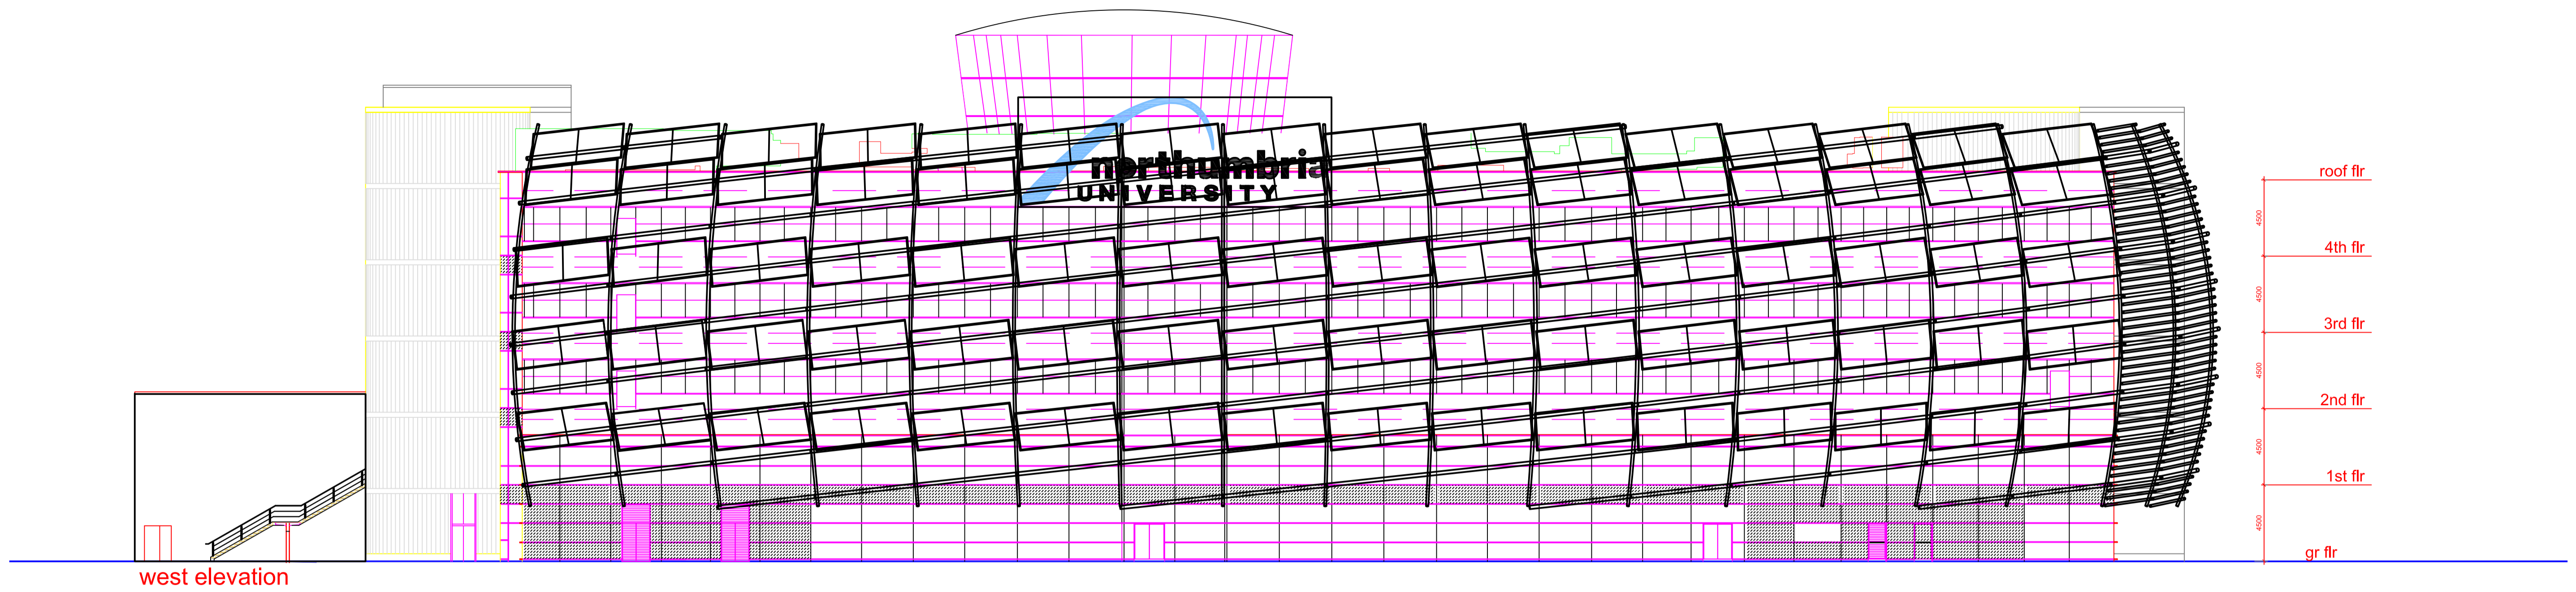 northumbria
UNIVERSITY
roof flr
4500
4th flr
4500
3rd flr
4500
2nd flr
4500
1st flr
4500
gr flr
west elevation